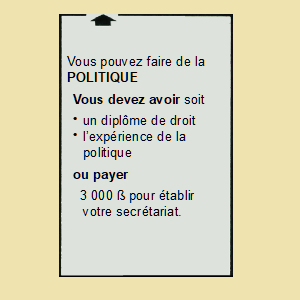 Vous pouvez faire de la
POLITIQUE
Vous devez avoir soit
• un diplôme de droit
• l'expérience de la
politique
ou payer
3 000 ß pour établir
votre secrétariat.